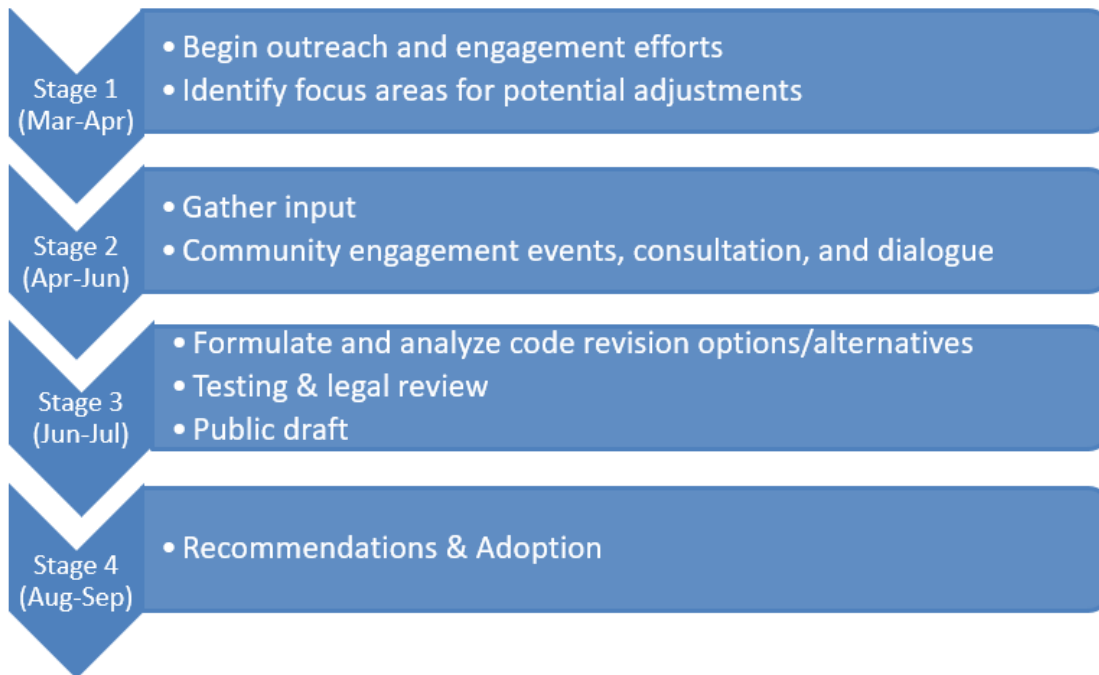 Stage 1
(Mar-Apr)
• Begin outreach and engagement efforts
• Identify focus areas for potential adjustments
Stage 2
(Apr-Jun)
• Gather input
• Community engagement events, consultation, and dialogue
Stage 3
(Jun-Jul)
• Formulate and analyze code revision options/alternatives
• Testing & legal review
• Public draft
Stage 4
(Aug-Sep)
• Recommendations & Adoption